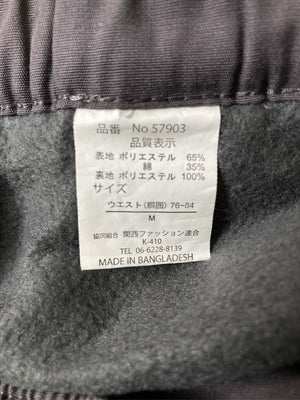 品番 No 57903
品質表示
表地 ポリエステル 65%
綿 35%
裏地 ポリエステル 100%
サイズ
ウエスト(胴囲) 76-84
M
協同組合 関西ファッション連合
K-410
TEL 06-6228-8139
MADE IN BANGLADESH